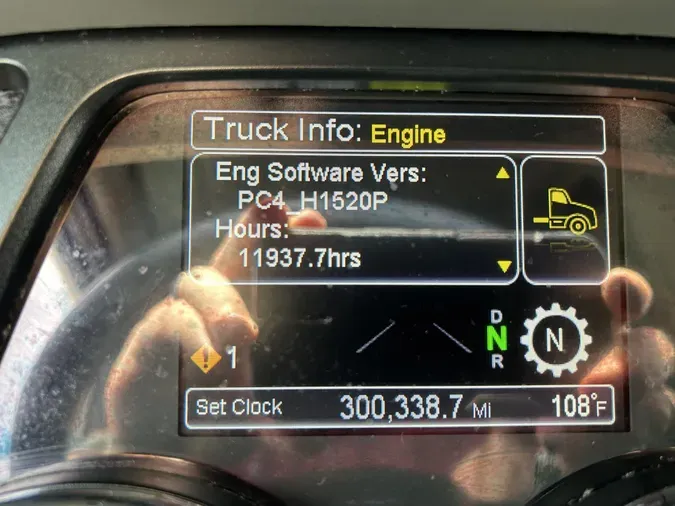 Truck Info: Engine
Eng Software Vers:
PC4_H1520P
Hours:
11937.7hrs
D
N
R
N
1
Set Clock 300,338.7 MI 108°F